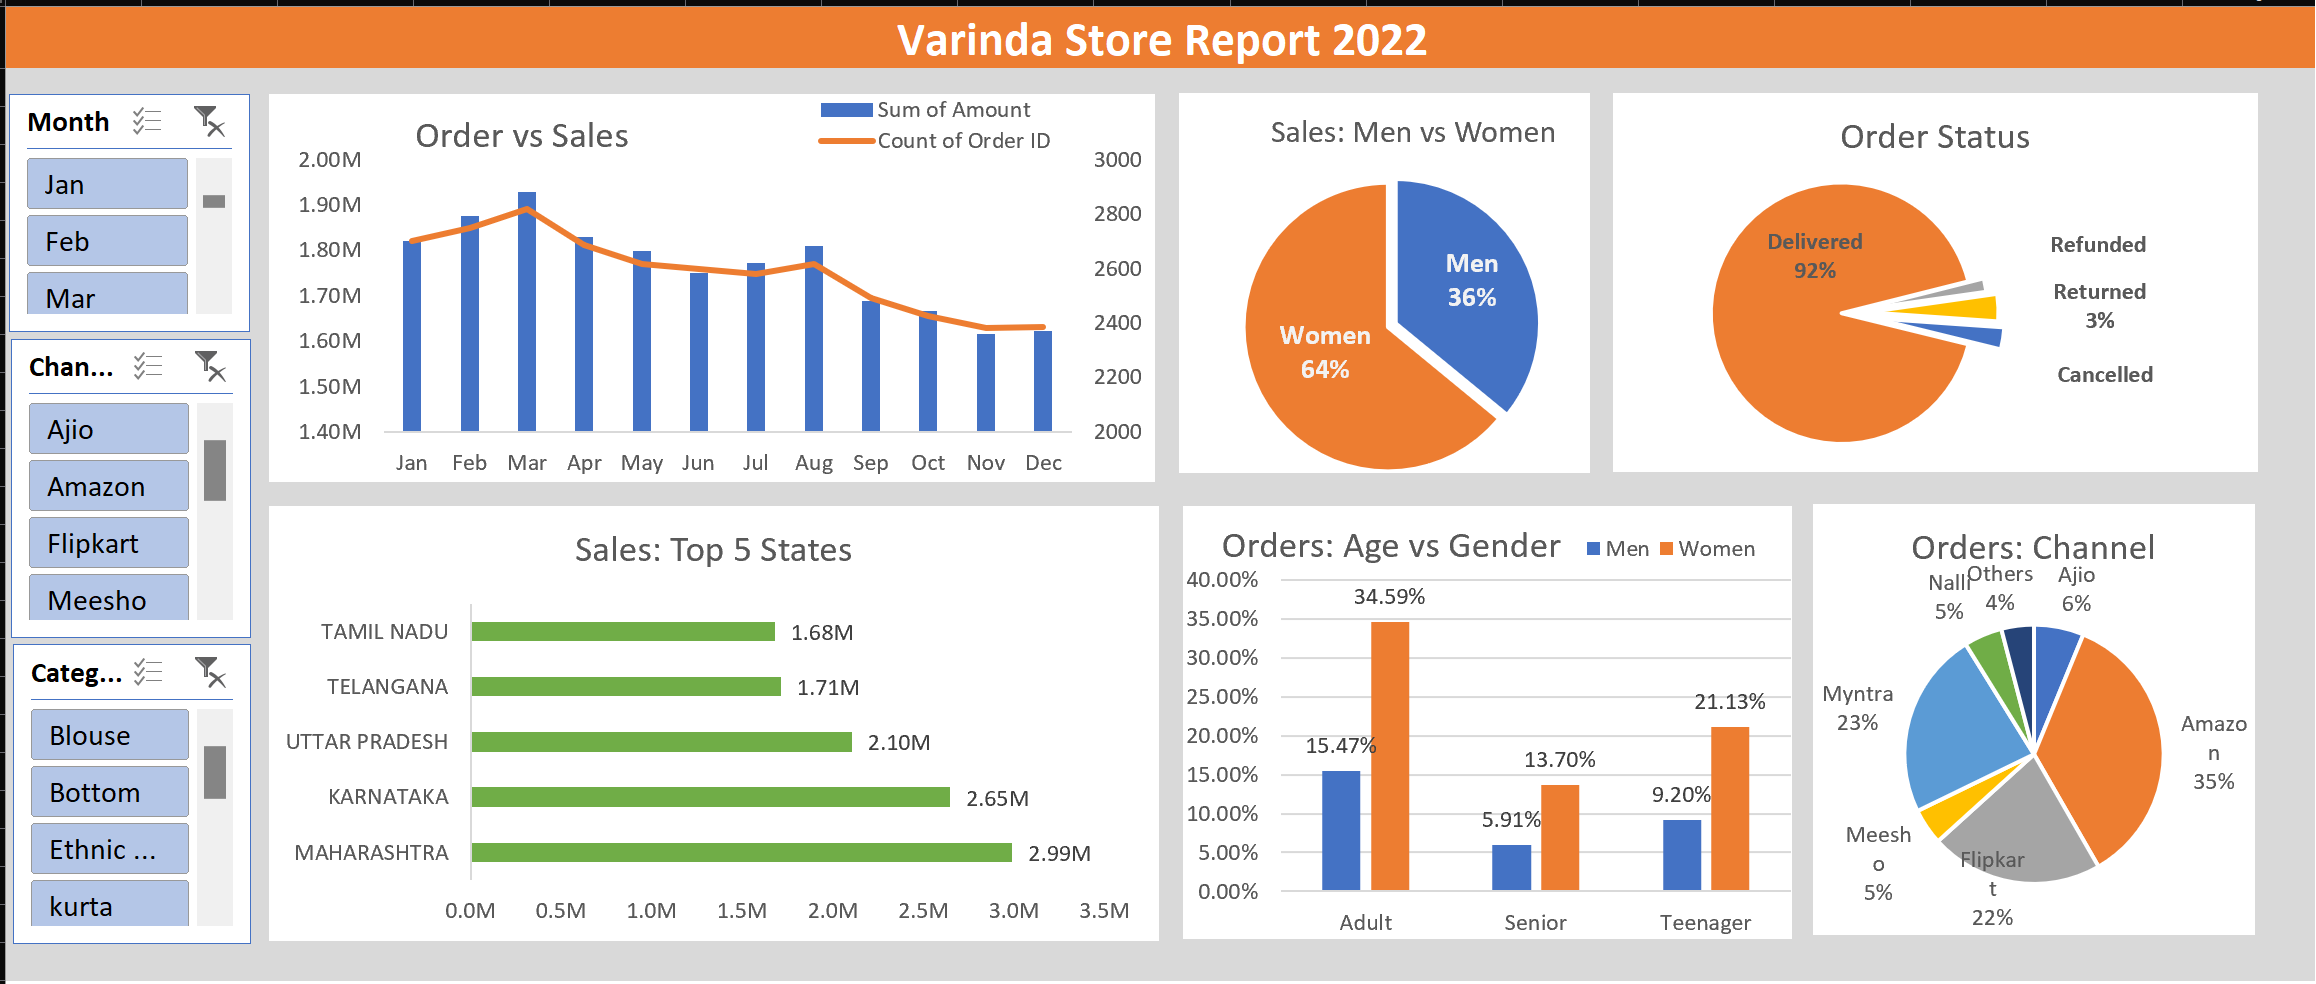 Varinda Store Report 2022
Month
Jan
Feb
Mar
Chan...
Ajio
Amazon
Flipkart
Meesho
Categ...
Blouse
Bottom
Ethnic ...
kurta
Order vs Sales
Sum of Amount
Count of Order ID
2.00M
1.90M
1.80M
1.70M
1.60M
1.50M
1.40M
3000
2800
2600
2400
2200
2000
Jan Feb Mar Apr May Jun Jul Aug Sep Oct Nov Dec
Sales: Men vs Women
Men
36%
Women
64%
Order Status
Delivered
92%
Refunded
Returned
3%
Cancelled
Sales: Top 5 States
TAMIL NADU 1.68M
TELANGANA 1.71M
UTTAR PRADESH 2.10M
KARNATAKA 2.65M
MAHARASHTRA 2.99M
0.0M 0.5M 1.0M 1.5M 2.0M 2.5M 3.0M 3.5M
Orders: Age vs Gender
Men Women
40.00%
35.00%
30.00%
25.00%
20.00%
15.00%
10.00%
5.00%
0.00%
15.47%
34.59%
5.91%
13.70%
9.20%
21.13%
Adult Senior Teenager
Orders: Channel
Nalli
5%
Others
4%
Ajio
6%
Myntra
23%
Amazo
n
35%
Meesh
o
5%
Flipkar
t
22%